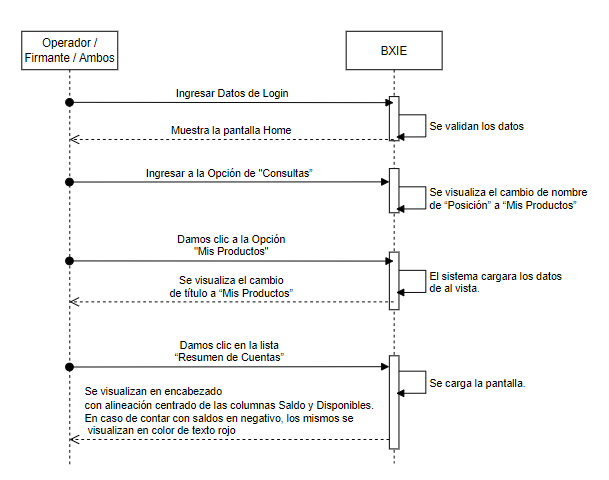 Operador /
Firmante / Ambos
BXIE
Ingresar Datos de Login
Se validan los datos
Muestra la pantalla Home
Ingresar a la Opción de "Consultas”
Se visualiza el cambio de nombre
de “Posición” a “Mis Productos”
Damos clic a la Opción
"Mis Productos"
El sistema cargara los datos
de al vista.
Se visualiza el cambio
de título a “Mis Productos”
Damos clic en la lista
“Resumen de Cuentas”
Se carga la pantalla.
Se visualizan en encabezado
con alineación centrado de las columnas Saldo y Disponibles.
En caso de contar con saldos en negativo, los mismos se
visualizan en color de texto rojo